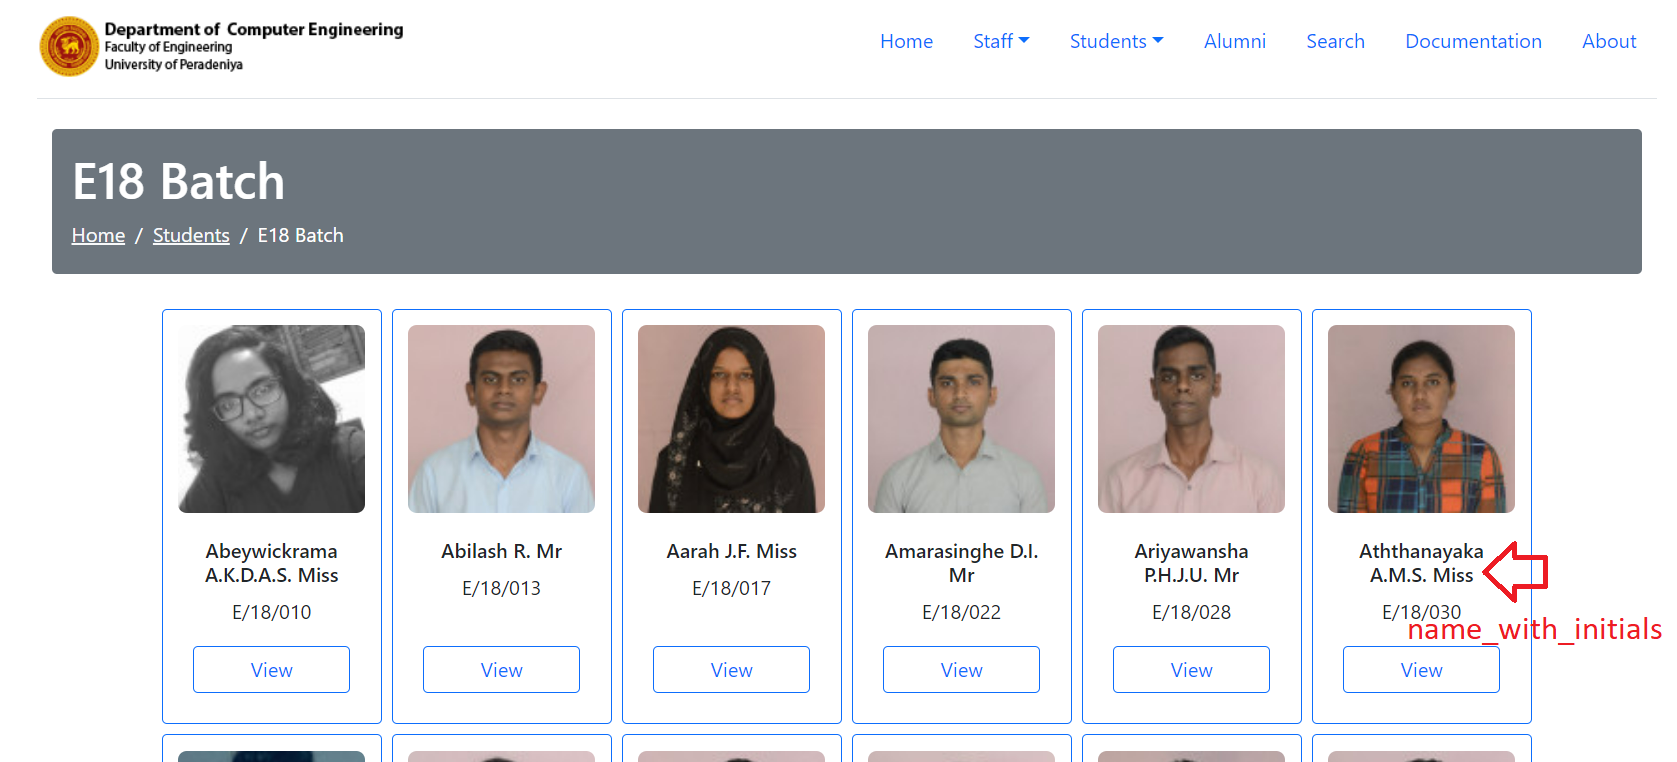 Department of Computer Engineering
Faculty of Engineering
University of Peradeniya
Home Staff Students Alumni Search Documentation About
E18 Batch
Home / Students / E18 Batch
Abeywickrama
A.K.D.A.S. Miss
E/18/010
View
Abilash R. Mr
E/18/013
View
Aarah J.F. Miss
E/18/017
View
Amarasinghe D.I.
Mr
E/18/022
View
Ariyawansha
P.H.J.U. Mr
E/18/028
View
Aththanayaka
A.M.S. Miss
E/18/030
name_with_initials
View